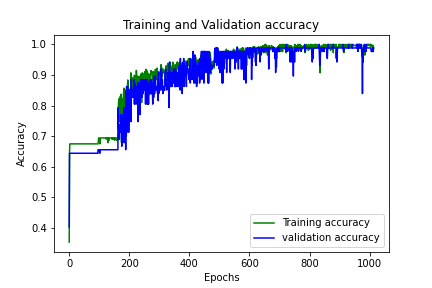 Training and Validation accuracy
Accuracy
1.0
0.9
0.8
0.7
0.6
0.5
0.4
0
200
400
600
800
1000
Epochs
Training accuracy
validation accuracy